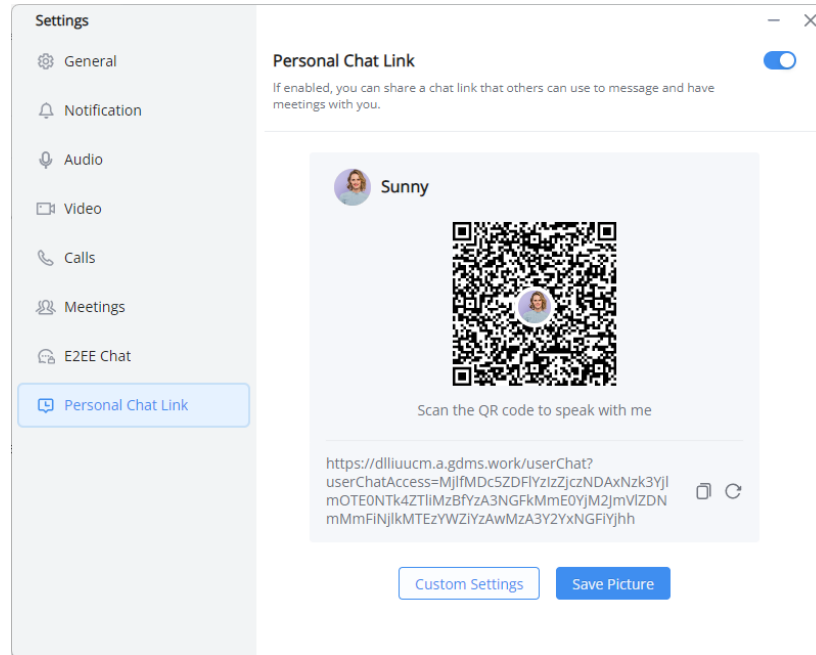 Settings
General
Notification
Audio
Video
Calls
Meetings
E2EE Chat
Personal Chat Link
Personal Chat Link
If enabled, you can share a chat link that others can use to message and have
meetings with you.
Sunny
Scan the QR code to speak with me
https://dlliuucm.a.gdms.work/userChat?
userChatAccess=MjlfMDc5ZDFlYzIzZjczNDAxNzk3Yjl
mOTE0NTk4ZTliMzBfYzA3NGFkMmE0YjM2JmVlZDN
mMmFiNjlkMTEzYWZiYzAwMzA3Y2YxNGFiYjhh
Custom Settings
Save Picture